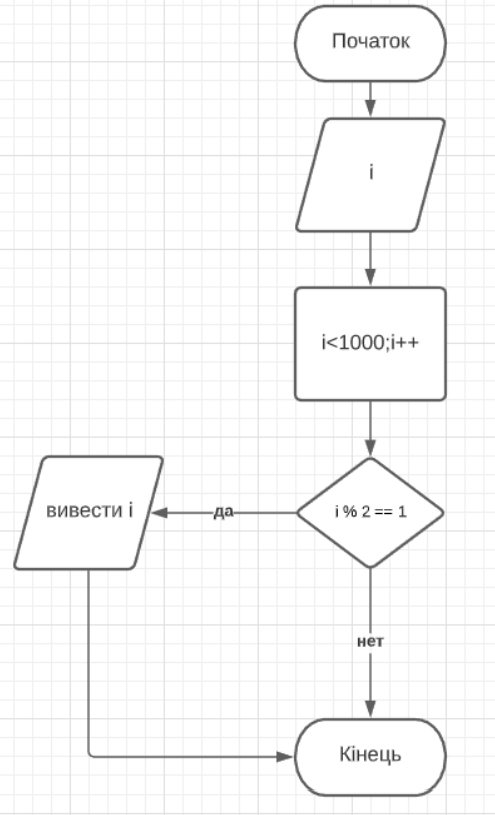 Початок
i
i<1000;i++
i % 2 == 1
да
вивести i
нет
Кінець